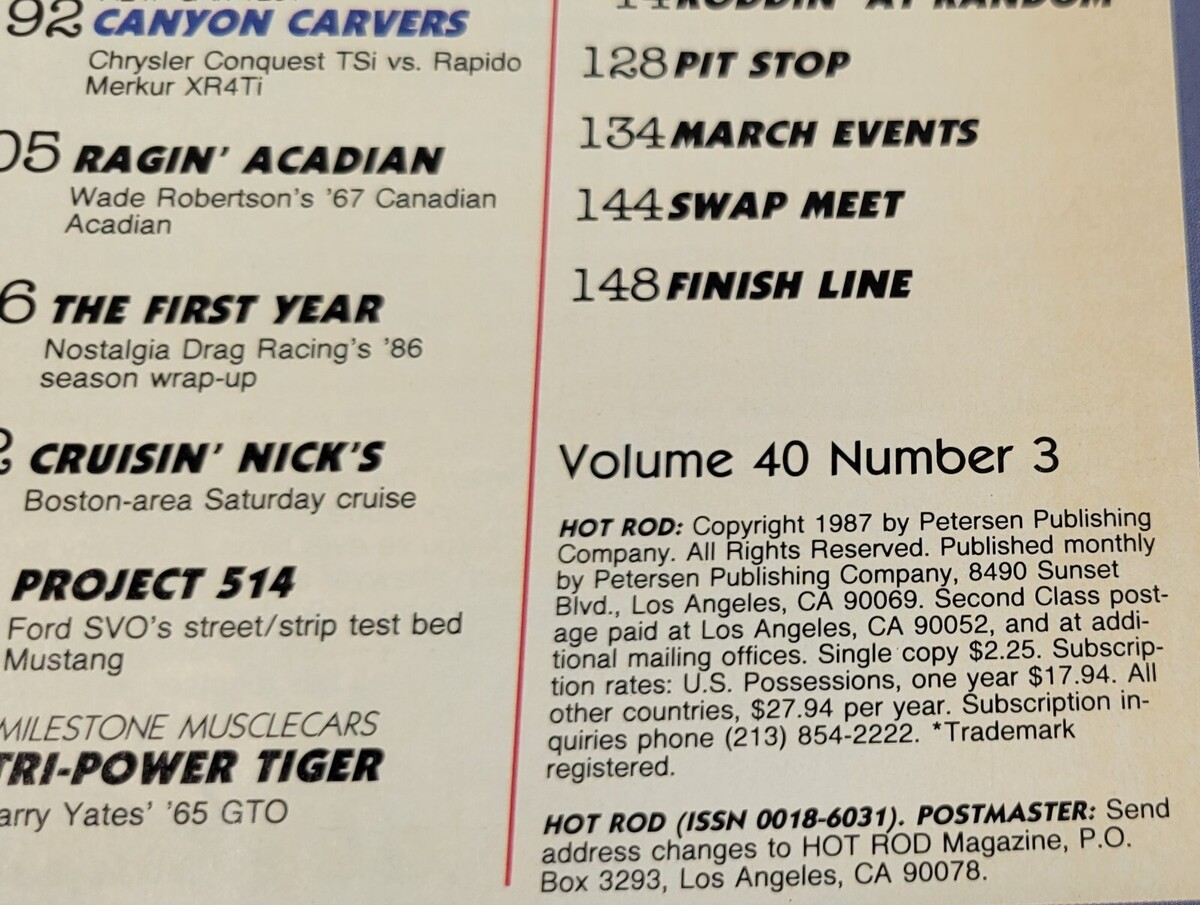 92 CANYON CARVERS
Chrysler Conquest TSi vs. Rapido
Merkur XR4Ti
05 RAGIN' ACADIAN
Wade Robertson's '67 Canadian
Acadian
6 THE FIRST YEAR
Nostalgia Drag Racing's '86
season wrap-up
2 CRUISIN' NICK'S
Boston-area Saturday cruise
PROJECT 514
Ford SVO's street/strip test bed
Mustang
MILESTONE MUSCLECARS
TRI-POWER TIGER
arry Yates' '65 GTO
14 RODDIN' AT RANDOM
128 PIT STOP
134 MARCH EVENTS
144 SWAP MEET
148 FINISH LINE
Volume 40 Number 3
HOT ROD: Copyright 1987 by Petersen Publishing
Company. All Rights Reserved. Published monthly
by Petersen Publishing Company, 8490 Sunset
Blvd., Los Angeles, CA 90069. Second Class post-
age paid at Los Angeles, CA 90052, and at addi-
tional mailing offices. Single copy $2.25. Subscrip-
tion rates: U.S. Possessions, one year $17.94. All
other countries, $27.94 per year. Subscription in-
quiries phone (213) 854-2222. *Trademark
registered.
HOT ROD (ISSN 0018-6031). POSTMASTER: Send
address changes to HOT ROD Magazine, P.O.
Box 3293, Los Angeles, CA 90078.